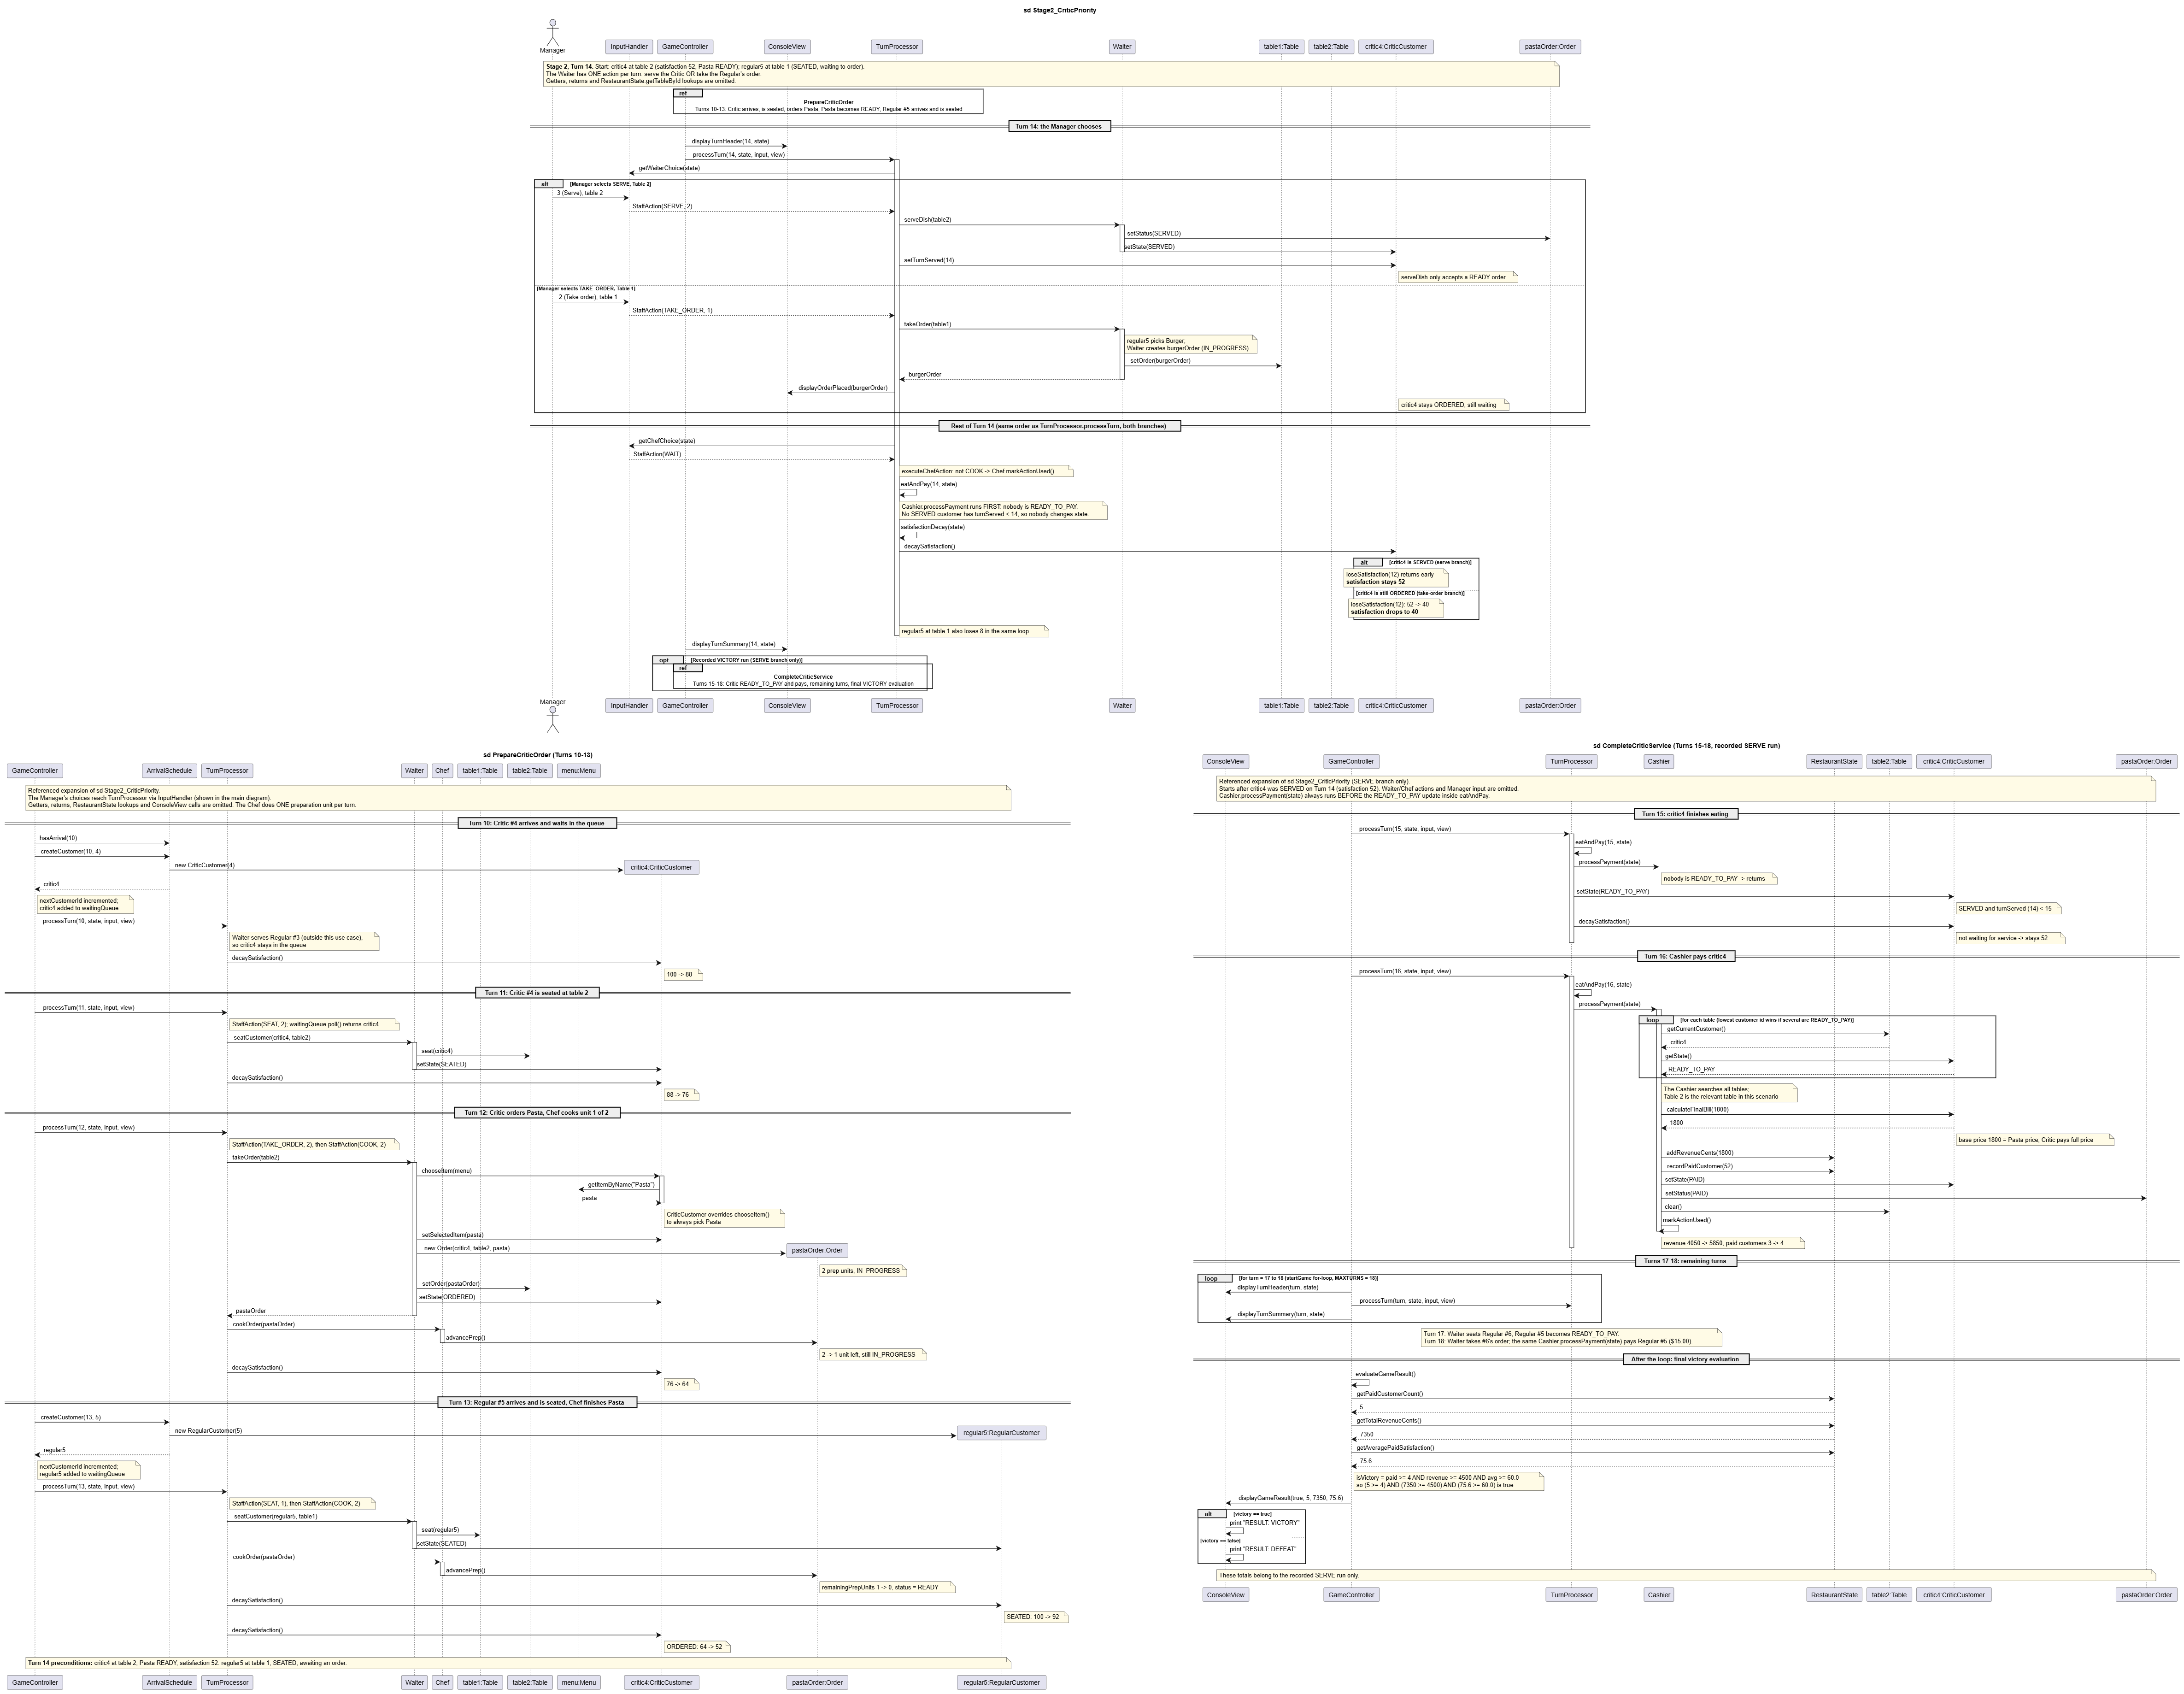 sd Stage2_CriticPriority
Manager
InputHandler
GameController
ConsoleView
TurnProcessor
Waiter
table1:Table
table2:Table
critic4:CriticCustomer
pastaOrder:Order
Stage 2, Turn 14. Start: critic4 at table 2 (satisfaction 52, Pasta READY); regular5 at table 1 (SEATED, waiting to order).
The Waiter has ONE action per turn: serve the Critic OR take the Regular's order.
Getters, returns and RestaurantState.getTableById lookups are omitted.
ref
PrepareCriticOrder
Turns 10-13: Critic arrives, is seated, orders Pasta, Pasta becomes READY; Regular #5 arrives and is seated
Turn 14: the Manager chooses
displayTurnHeader(14, state)
processTurn(14, state, input, view)
getWaiterChoice(state)
alt [Manager selects SERVE, Table 2]
3 (Serve), table 2
StaffAction(SERVE, 2)
serveDish(table2)
setStatus(SERVED)
setState(SERVED)
setTurnServed(14)
serveDish only accepts a READY order
[Manager selects TAKE_ORDER, Table 1]
2 (Take order), table 1
StaffAction(TAKE_ORDER, 1)
takeOrder(table1)
regular5 picks Burger;
Waiter creates burgerOrder (IN_PROGRESS)
setOrder(burgerOrder)
burgerOrder
displayOrderPlaced(burgerOrder)
critic4 stays ORDERED, still waiting
Rest of Turn 14 (same order as TurnProcessor.processTurn, both branches)
getChefChoice(state)
StaffAction(WAIT)
executeChefAction: not COOK -> Chef.markActionUsed()
eatAndPay(14, state)
Cashier.processPayment runs FIRST: nobody is READY_TO_PAY.
No SERVED customer has turnServed < 14, so nobody changes state.
satisfactionDecay(state)
decaySatisfaction()
alt [critic4 is SERVED (serve branch)]
loseSatisfaction(12) returns early
satisfaction stays 52
[critic4 is still ORDERED (take-order branch)]
loseSatisfaction(12): 52 -> 40
satisfaction drops to 40
regular5 at table 1 also loses 8 in the same loop
displayTurnSummary(14, state)
opt [Recorded VICTORY run (SERVE branch only)]
ref
CompleteCriticService
Turns 15-18: Critic READY_TO_PAY and pays, remaining turns, final VICTORY evaluation
Manager
InputHandler
GameController
ConsoleView
TurnProcessor
Waiter
table1:Table
table2:Table
critic4:CriticCustomer
pastaOrder:Order
sd PrepareCriticOrder (Turns 10-13)
GameController
ArrivalSchedule
TurnProcessor
Waiter
Chef
table1:Table
table2:Table
menu:Menu
Referenced expansion of sd Stage2_CriticPriority.
The Manager's choices reach TurnProcessor via InputHandler (shown in the main diagram).
Getters, returns, RestaurantState lookups and ConsoleView calls are omitted. The Chef does ONE preparation unit per turn.
Turn 10: Critic #4 arrives and waits in the queue
hasArrival(10)
createCustomer(10, 4)
new CriticCustomer(4)
critic4:CriticCustomer
critic4
nextCustomerId incremented;
critic4 added to waitingQueue
processTurn(10, state, input, view)
Waiter serves Regular #3 (outside this use case),
so critic4 stays in the queue
decaySatisfaction()
100 -> 88
Turn 11: Critic #4 is seated at table 2
processTurn(11, state, input, view)
StaffAction(SEAT, 2); waitingQueue.poll() returns critic4
seatCustomer(critic4, table2)
seat(critic4)
setState(SEATED)
decaySatisfaction()
88 -> 76
Turn 12: Critic orders Pasta, Chef cooks unit 1 of 2
processTurn(12, state, input, view)
StaffAction(TAKE_ORDER, 2), then StaffAction(COOK, 2)
takeOrder(table2)
chooseItem(menu)
getItemByName("Pasta")
pasta
CriticCustomer overrides chooseItem()
to always pick Pasta
setSelectedItem(pasta)
new Order(critic4, table2, pasta)
pastaOrder:Order
2 prep units, IN_PROGRESS
setOrder(pastaOrder)
setState(ORDERED)
pastaOrder
cookOrder(pastaOrder)
advancePrep()
2 -> 1 unit left, still IN_PROGRESS
decaySatisfaction()
76 -> 64
Turn 13: Regular #5 arrives and is seated, Chef finishes Pasta
createCustomer(13, 5)
new RegularCustomer(5)
regular5:RegularCustomer
regular5
nextCustomerId incremented;
regular5 added to waitingQueue
processTurn(13, state, input, view)
StaffAction(SEAT, 1), then StaffAction(COOK, 2)
seatCustomer(regular5, table1)
seat(regular5)
setState(SEATED)
cookOrder(pastaOrder)
advancePrep()
remainingPrepUnits 1 -> 0, status = READY
decaySatisfaction()
SEATED: 100 -> 92
decaySatisfaction()
ORDERED: 64 -> 52
Turn 14 preconditions: critic4 at table 2, Pasta READY, satisfaction 52. regular5 at table 1, SEATED, awaiting an order.
GameController
ArrivalSchedule
TurnProcessor
Waiter
Chef
table1:Table
table2:Table
menu:Menu
critic4:CriticCustomer
pastaOrder:Order
regular5:RegularCustomer
sd CompleteCriticService (Turns 15-18, recorded SERVE run)
ConsoleView
GameController
TurnProcessor
Cashier
RestaurantState
table2:Table
critic4:CriticCustomer
pastaOrder:Order
Referenced expansion of sd Stage2_CriticPriority (SERVE branch only).
Starts after critic4 was SERVED on Turn 14 (satisfaction 52). Waiter/Chef actions and Manager input are omitted.
Cashier.processPayment(state) always runs BEFORE the READY_TO_PAY update inside eatAndPay.
Turn 15: critic4 finishes eating
processTurn(15, state, input, view)
eatAndPay(15, state)
processPayment(state)
nobody is READY_TO_PAY -> returns
setState(READY_TO_PAY)
SERVED and turnServed (14) < 15
decaySatisfaction()
not waiting for service -> stays 52
Turn 16: Cashier pays critic4
processTurn(16, state, input, view)
eatAndPay(16, state)
processPayment(state)
loop [for each table (lowest customer id wins if several are READY_TO_PAY)]
getCurrentCustomer()
critic4
getState()
READY_TO_PAY
The Cashier searches all tables;
Table 2 is the relevant table in this scenario
calculateFinalBill(1800)
1800
base price 1800 = Pasta price; Critic pays full price
addRevenueCents(1800)
recordPaidCustomer(52)
setState(PAID)
setStatus(PAID)
clear()
markActionUsed()
revenue 4050 -> 5850, paid customers 3 -> 4
Turns 17-18: remaining turns
loop [for turn = 17 to 18 (startGame for-loop, MAXTURNS = 18)]
displayTurnHeader(turn, state)
processTurn(turn, state, input, view)
displayTurnSummary(turn, state)
Turn 17: Waiter seats Regular #6; Regular #5 becomes READY_TO_PAY.
Turn 18: Waiter takes #6's order; the same Cashier.processPayment(state) pays Regular #5 ($15.00).
After the loop: final victory evaluation
evaluateGameResult()
getPaidCustomerCount()
5
getTotalRevenueCents()
7350
getAveragePaidSatisfaction()
75.6
isVictory = paid >= 4 AND revenue >= 4500 AND avg >= 60.0
so (5 >= 4) AND (7350 >= 4500) AND (75.6 >= 60.0) is true
displayGameResult(true, 5, 7350, 75.6)
alt [victory == true]
print "RESULT: VICTORY"
[victory == false]
print "RESULT: DEFEAT"
These totals belong to the recorded SERVE run only.
ConsoleView
GameController
TurnProcessor
Cashier
RestaurantState
table2:Table
critic4:CriticCustomer
pastaOrder:Order